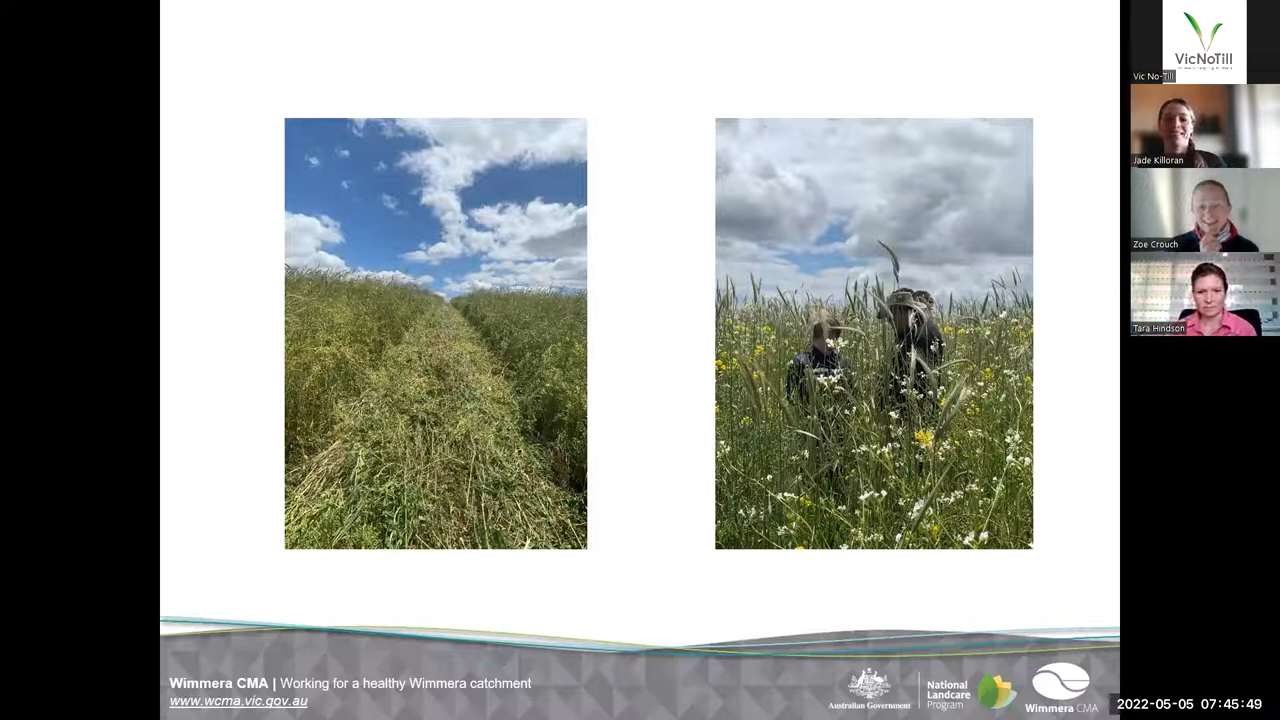 VicNoTill
Vic No-Till
Jade Killoran
Zoe Crouch
Tara Hindson
Wimmera CMA | Working for a healthy Wimmera catchment
www.wcma.vic.gov.au
Australian Government
National
Landcare
Program
Wimmera CMA
2022-05-05 07:45:49